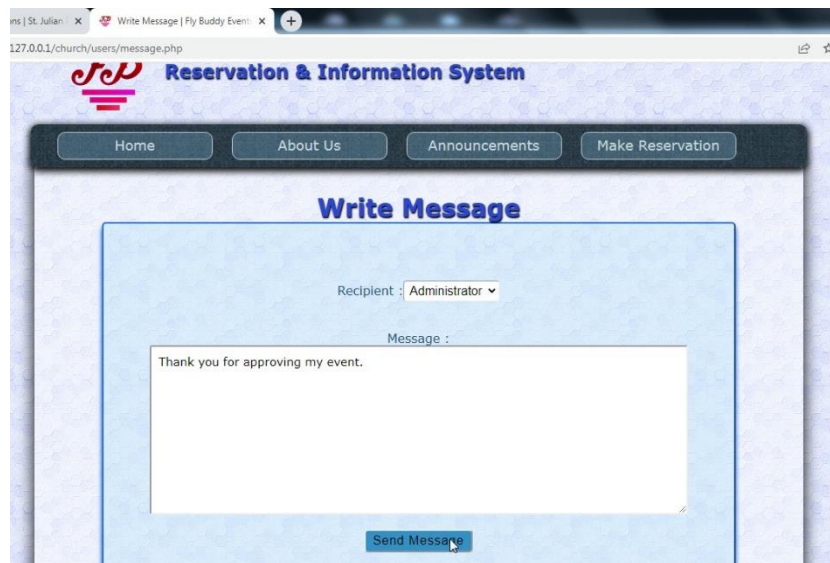 ns | St. Julian
Write Message | Fly Buddy Event
127.0.0.1/church/users/message.php
Reservation & Information System
Home
About Us
Announcements
Make Reservation
Write Message
Recipient :
Administrator
Message :
Thank you for approving my event.
Send Message